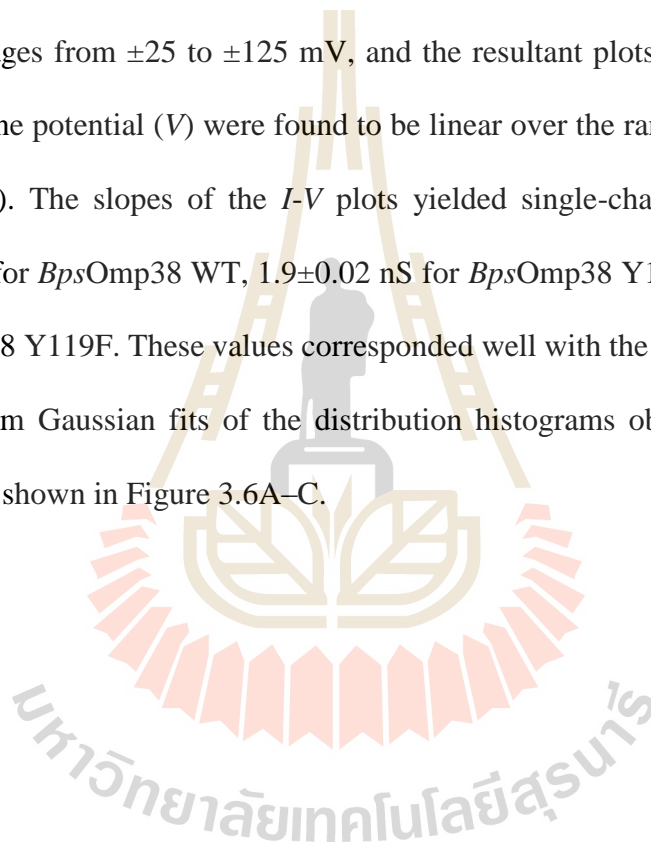 ges from ±25 to ±125 mV, and the resultant plots
he potential (V) were found to be linear over the ran
). The slopes of the I-V plots yielded single-cha
for BpsOmp38 WT, 1.9±0.02 nS for BpsOmp38 Y1
8 Y119F. These values corresponded well with the
m Gaussian fits of the distribution histograms ob
shown in Figure 3.6A–C.
มหาวิทยาลัยเทคโนโลยีสุรนารี